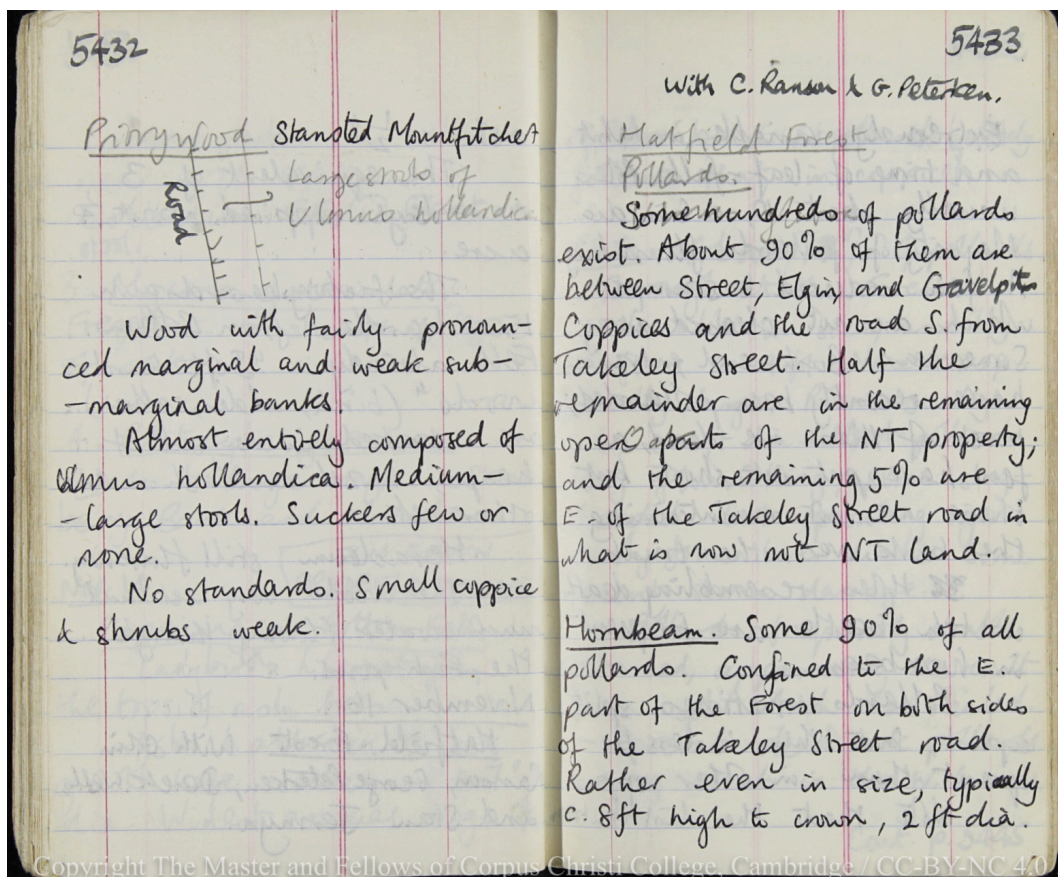 5432
Pirrywood Stansted Mountfitchet
Road
Large stools of
Ulmus hollandica
Wood with fairly pronoun-
ced marginal and weak sub-
-marginal banks.
Almost entirely composed of
Ulmus hollandica. Medium-
-large stools. Suckers few or
none.
No standards. Small coppice
& shrubs weak.
5433
With C. Ranson & G. Peterken.
Hatfield Forest
Pollards.
Some hundreds of pollards
exist. About 90% of them are
between Street, Elgin, and Gravelpit
Coppices and the road S from
Takeley Street. Half the
remainder are in the remaining
open parts of the NT property;
and the remaining 5% are
E of the Takeley Street road in
what is now not NT land.
Hornbeam. Some 90% of all
pollards. Confined to the E.
part of the Forest on both sides
of the Takeley Street road.
Rather even in size, typically
c. 8ft high to crown, 2 ft dia.
Copyright The Master and Fellows of Corpus Christi College, Cambridge / CC-BY-NC 4.0